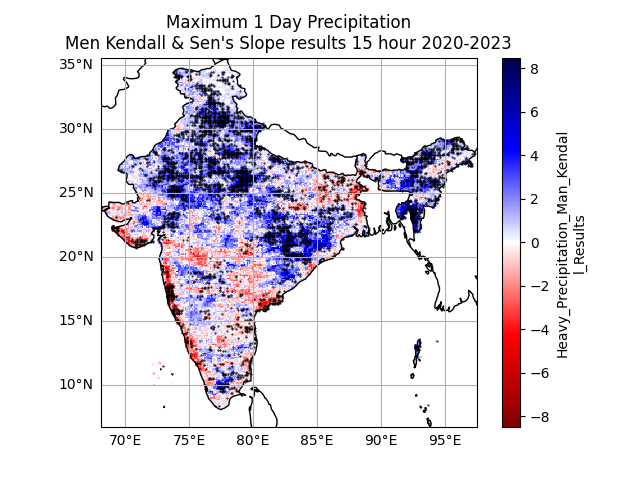 Maximum 1 Day Precipitation
Men Kendall & Sen's Slope results 15 hour 2020-2023
35°N
30°N
25°N
20°N
15°N
10°N
70°E
75°E
80°E
85°E
90°E
95°E
8
6
4
2
0
−2
−4
−6
−8
Heavy_Precipitation_Man_Kendal
l_Results